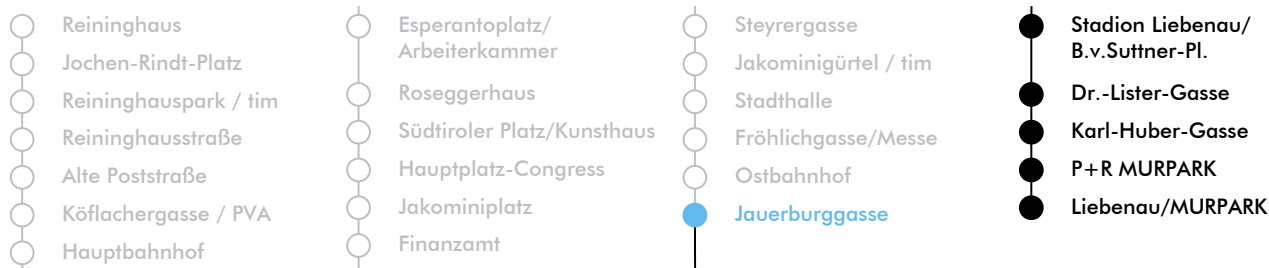 Reininghaus
Jochen-Rindt-Platz
Reininghauspark / tim
Reininghausstraße
Alte Poststraße
Köflachergasse / PVA
Hauptbahnhof
Esperantoplatz/
Arbeiterkammer
Roseggerhaus
Südtiroler Platz/Kunsthaus
Hauptplatz-Congress
Jakominiplatz
Finanzamt
Steyrergasse
Jakominigürtel / tim
Stadthalle
Fröhlichgasse/Messe
Ostbahnhof
Jauerburggasse
Stadion Liebenau/
B.v.Suttner-Pl.
Dr.-Lister-Gasse
Karl-Huber-Gasse
P+R MURPARK
Liebenau/MURPARK